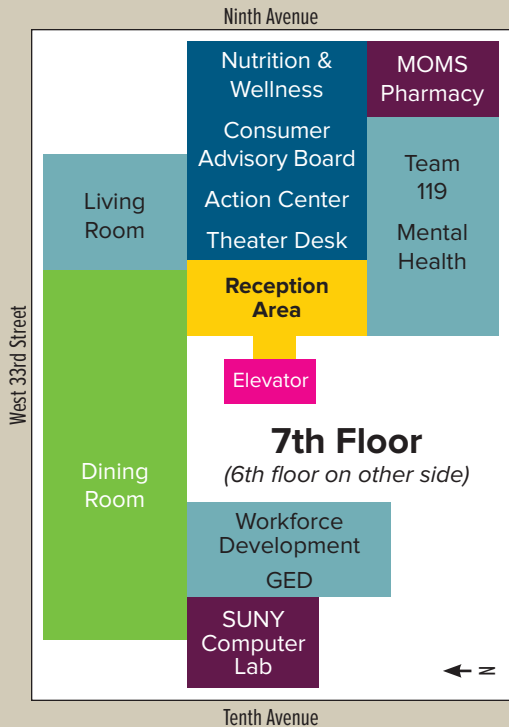 Ninth Avenue
Nutrition &
Wellness
Consumer
Advisory Board
Action Center
Theater Desk
MOMS
Pharmacy
Team
119
Mental
Health
Living
Room
Reception
Area
Elevator
West 33rd Street
7th Floor
(6th floor on other side)
Dining
Room
Workforce
Development
GED
SUNY
Computer
Lab
N
Tenth Avenue